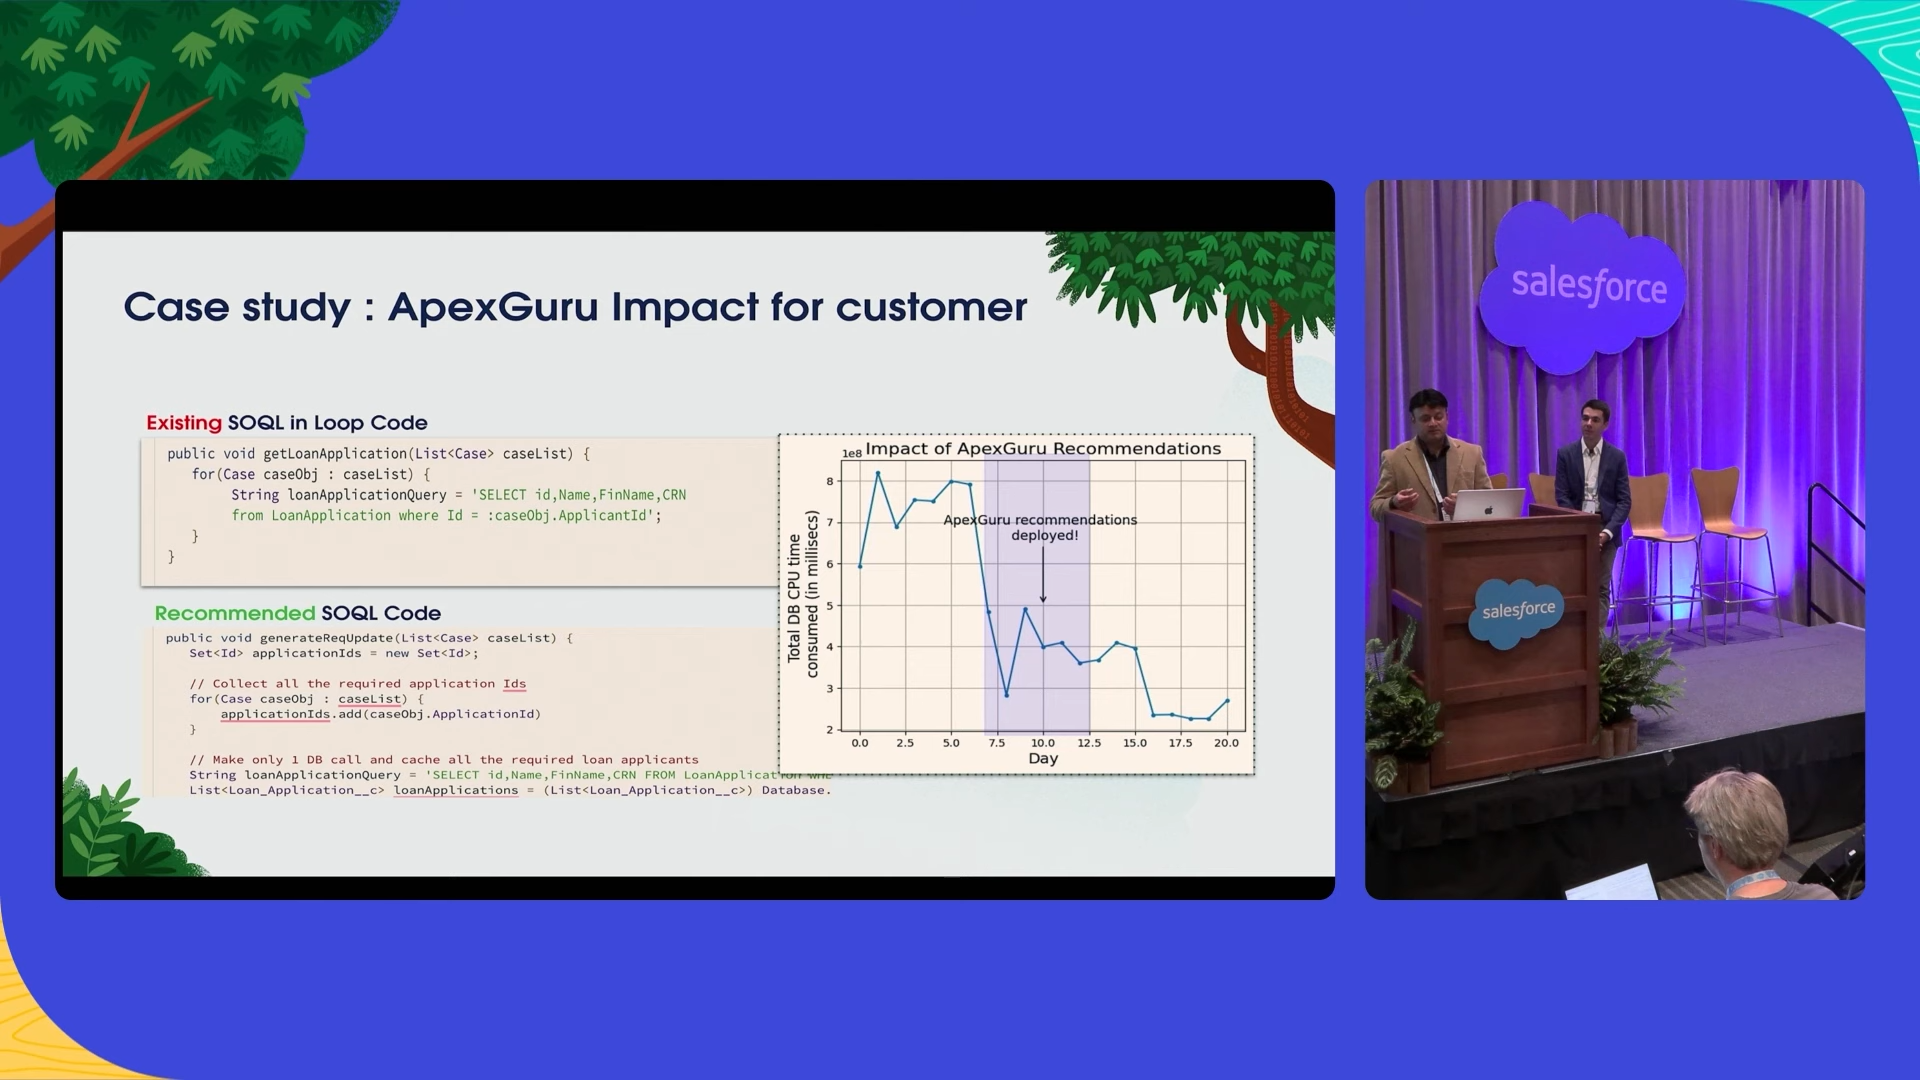 Case study : ApexGuru Impact for customer
Existing SOQL in Loop Code
public void getLoanApplication(List<Case> caseList) {
for(Case caseObj : caseList) {
String loanApplicationQuery = 'SELECT id,Name,FinName,CRN
from LoanApplication where Id = :caseObj.ApplicantId';
}
}
Recommended SOQL Code
public void generateReqUpdate(List<Case> caseList) {
Set<Id> applicationIds = new Set<Id>;
// Collect all the required application Ids
for(Case caseObj : caseList) {
applicationIds.add(caseObj.ApplicationId)
}
// Make only 1 DB call and cache all the required loan applicants
String loanApplicationQuery = 'SELECT id,Name,FinName,CRN FROM LoanApplication
List<Loan_Application__c> loanApplications = (List<Loan_Application__c>) Database.
Impact of ApexGuru Recommendations
1e8
8
7
6
5
4
3
2
Total DB CPU time
consumed (in millisecs)
ApexGuru recommendations
deployed!
0.0 2.5 5.0 7.5 10.0 12.5 15.0 17.5 20.0
Day
salesforce
salesforce